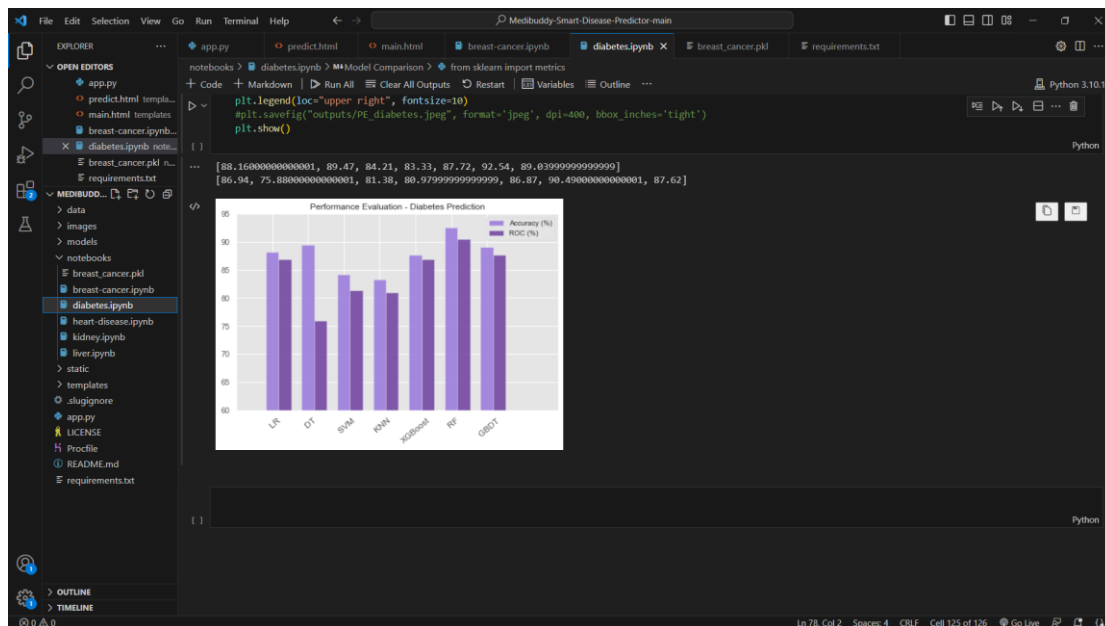 File Edit Selection View Go Run Terminal Help
Medibuddy-Smart-Disease-Predictor-main
EXPLORER
app.py
predict.html
main.html
breast-cancer.ipynb
diabetes.ipynb
breast_cancer.pkl
requirements.txt
OPEN EDITORS
app.py
predict.html templa...
main.html templates
breast-cancer.ipynb...
diabetes.ipynb note...
breast_cancer.pkl n...
requirements.txt
MEDIBUDD...
data
images
models
notebooks
breast_cancer.pkl
breast-cancer.ipynb
diabetes.ipynb
heart-disease.ipynb
kidney.ipynb
liver.ipynb
static
templates
.slugignore
app.py
LICENSE
Procfile
README.md
requirements.txt
OUTLINE
TIMELINE
notebooks > diabetes.ipynb > M↓Model Comparison > from sklearn import metrics
+ Code + Markdown Run All Clear All Outputs Restart Variables Outline ...
Python 3.10.1
plt.legend(loc="upper right", fontsize=10)
#plt.savefig("outputs/PE_diabetes.jpeg", format='jpeg', dpi=400, bbox_inches='tight')
plt.show()
[ ]
Python
[88.16000000000001, 89.47, 84.21, 83.33, 87.72, 92.54, 89.03999999999999]
[86.94, 75.88000000000001, 81.38, 80.97999999999999, 86.87, 90.49000000000001, 87.62]
Performance Evaluation - Diabetes Prediction
Accuracy (%)
ROC (%)
95
90
85
80
75
70
65
60
LR DT SVM KNN XGBoost RF GBDT
[ ]
Python
2
1
1
0 0
Ln 78, Col 2 Spaces: 4 CRLF Cell 125 of 126 Go Live